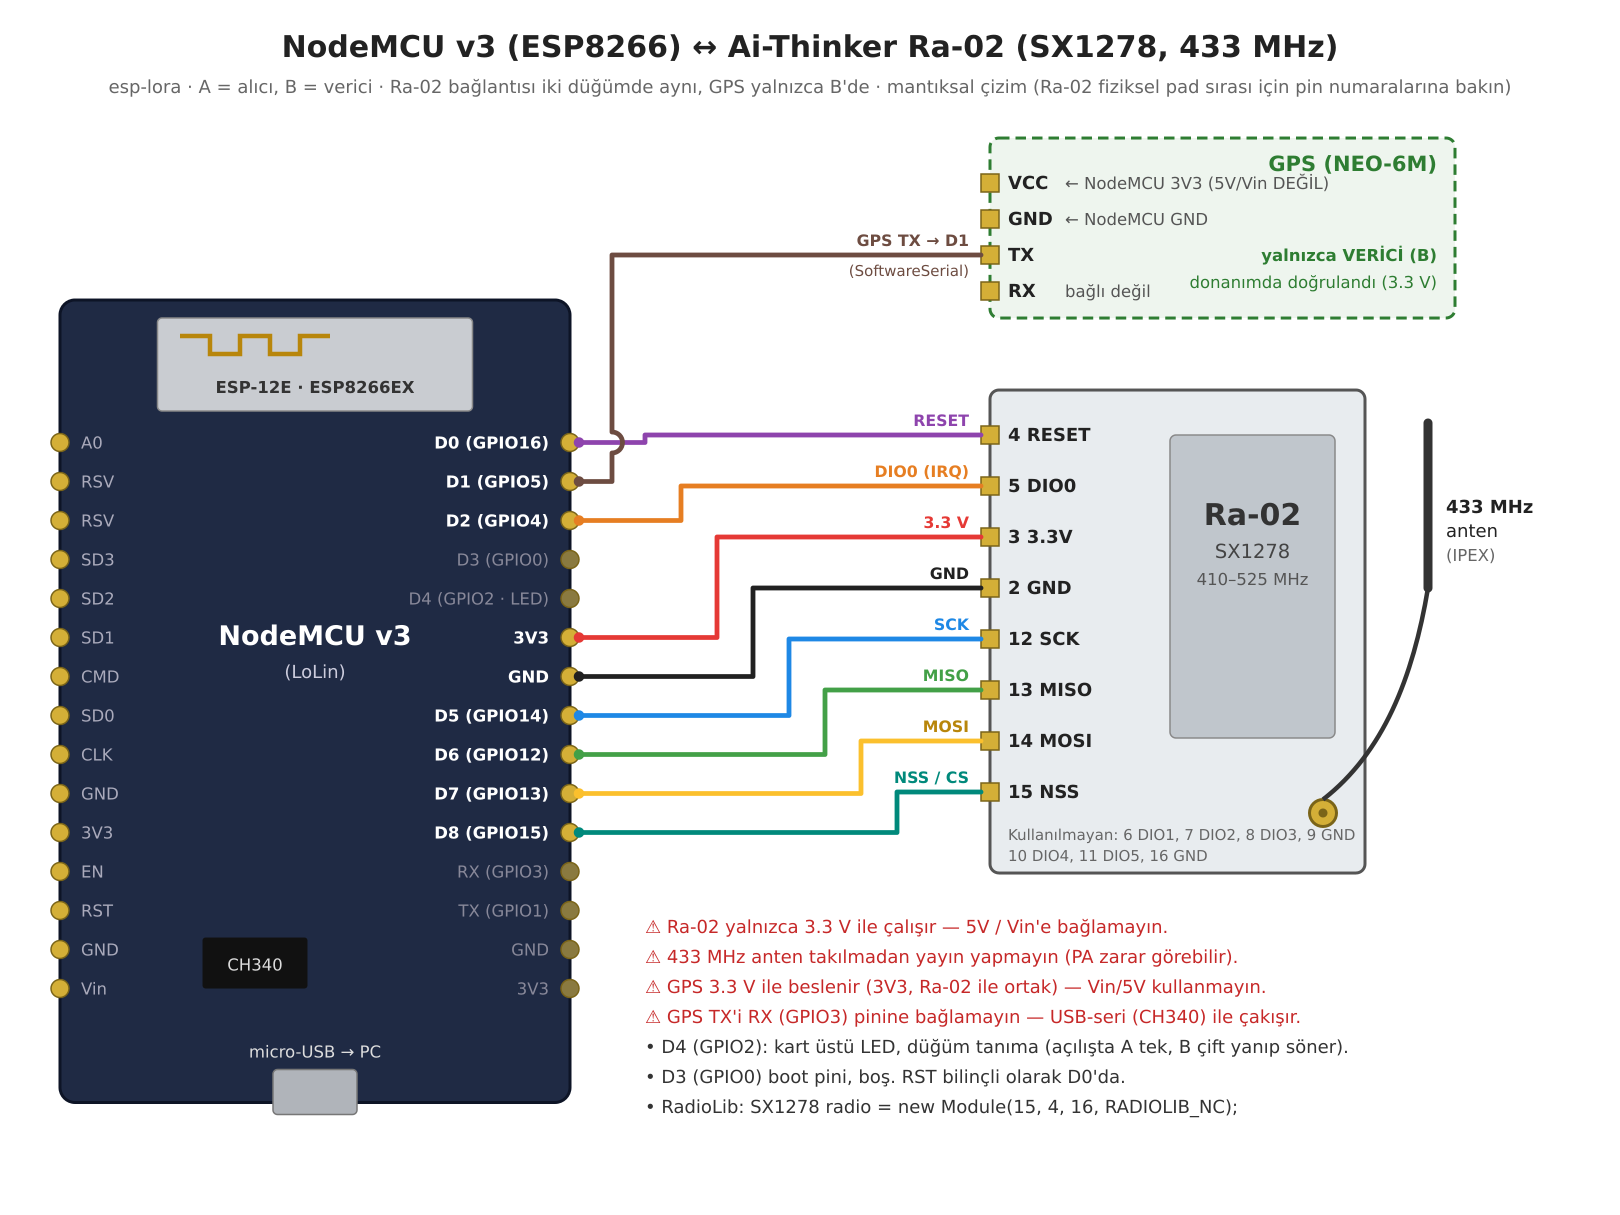 NodeMCU v3 (ESP8266) ↔ Ai-Thinker Ra-02 (SX1278, 433 MHz)
esp-lora · A = alıcı, B = verici · Ra-02 bağlantısı iki düğümde aynı, GPS yalnızca B'de · mantıksal çizim (Ra-02 fiziksel pad sırası için pin numaralarına bakın)
GPS (NEO-6M)
VCC ← NodeMCU 3V3 (5V/Vin DEĞİL)
GND ← NodeMCU GND
TX yalnızca VERİCİ (B)
donanımda doğrulandı (3.3 V)
RX bağlı değil
GPS TX → D1
(SoftwareSerial)
ESP-12E · ESP8266EX
A0
RSV
RSV
SD3
SD2
SD1
CMD
SD0
CLK
GND
3V3
EN
RST
GND
Vin
NodeMCU v3
(LoLin)
CH340
micro-USB → PC
D0 (GPIO16)
D1 (GPIO5)
D2 (GPIO4)
D3 (GPIO0)
D4 (GPIO2 · LED)
3V3
GND
D5 (GPIO14)
D6 (GPIO12)
D7 (GPIO13)
D8 (GPIO15)
RX (GPIO3)
TX (GPIO1)
GND
3V3
RESET
DIO0 (IRQ)
3.3 V
GND
SCK
MISO
MOSI
NSS / CS
4 RESET
5 DIO0
3 3.3V
2 GND
12 SCK
13 MISO
14 MOSI
15 NSS
Ra-02
SX1278
410–525 MHz
Kullanılmayan: 6 DIO1, 7 DIO2, 8 DIO3, 9 GND
10 DIO4, 11 DIO5, 16 GND
433 MHz
anten
(IPEX)
⚠ Ra-02 yalnızca 3.3 V ile çalışır — 5V / Vin'e bağlamayın.
⚠ 433 MHz anten takılmadan yayın yapmayın (PA zarar görebilir).
⚠ GPS 3.3 V ile beslenir (3V3, Ra-02 ile ortak) — Vin/5V kullanmayın.
⚠ GPS TX'i RX (GPIO3) pinine bağlamayın — USB-seri (CH340) ile çakışır.
• D4 (GPIO2): kart üstü LED, düğüm tanıma (açılışta A tek, B çift yanıp söner).
• D3 (GPIO0) boot pini, boş. RST bilinçli olarak D0'da.
• RadioLib: SX1278 radio = new Module(15, 4, 16, RADIOLIB_NC);